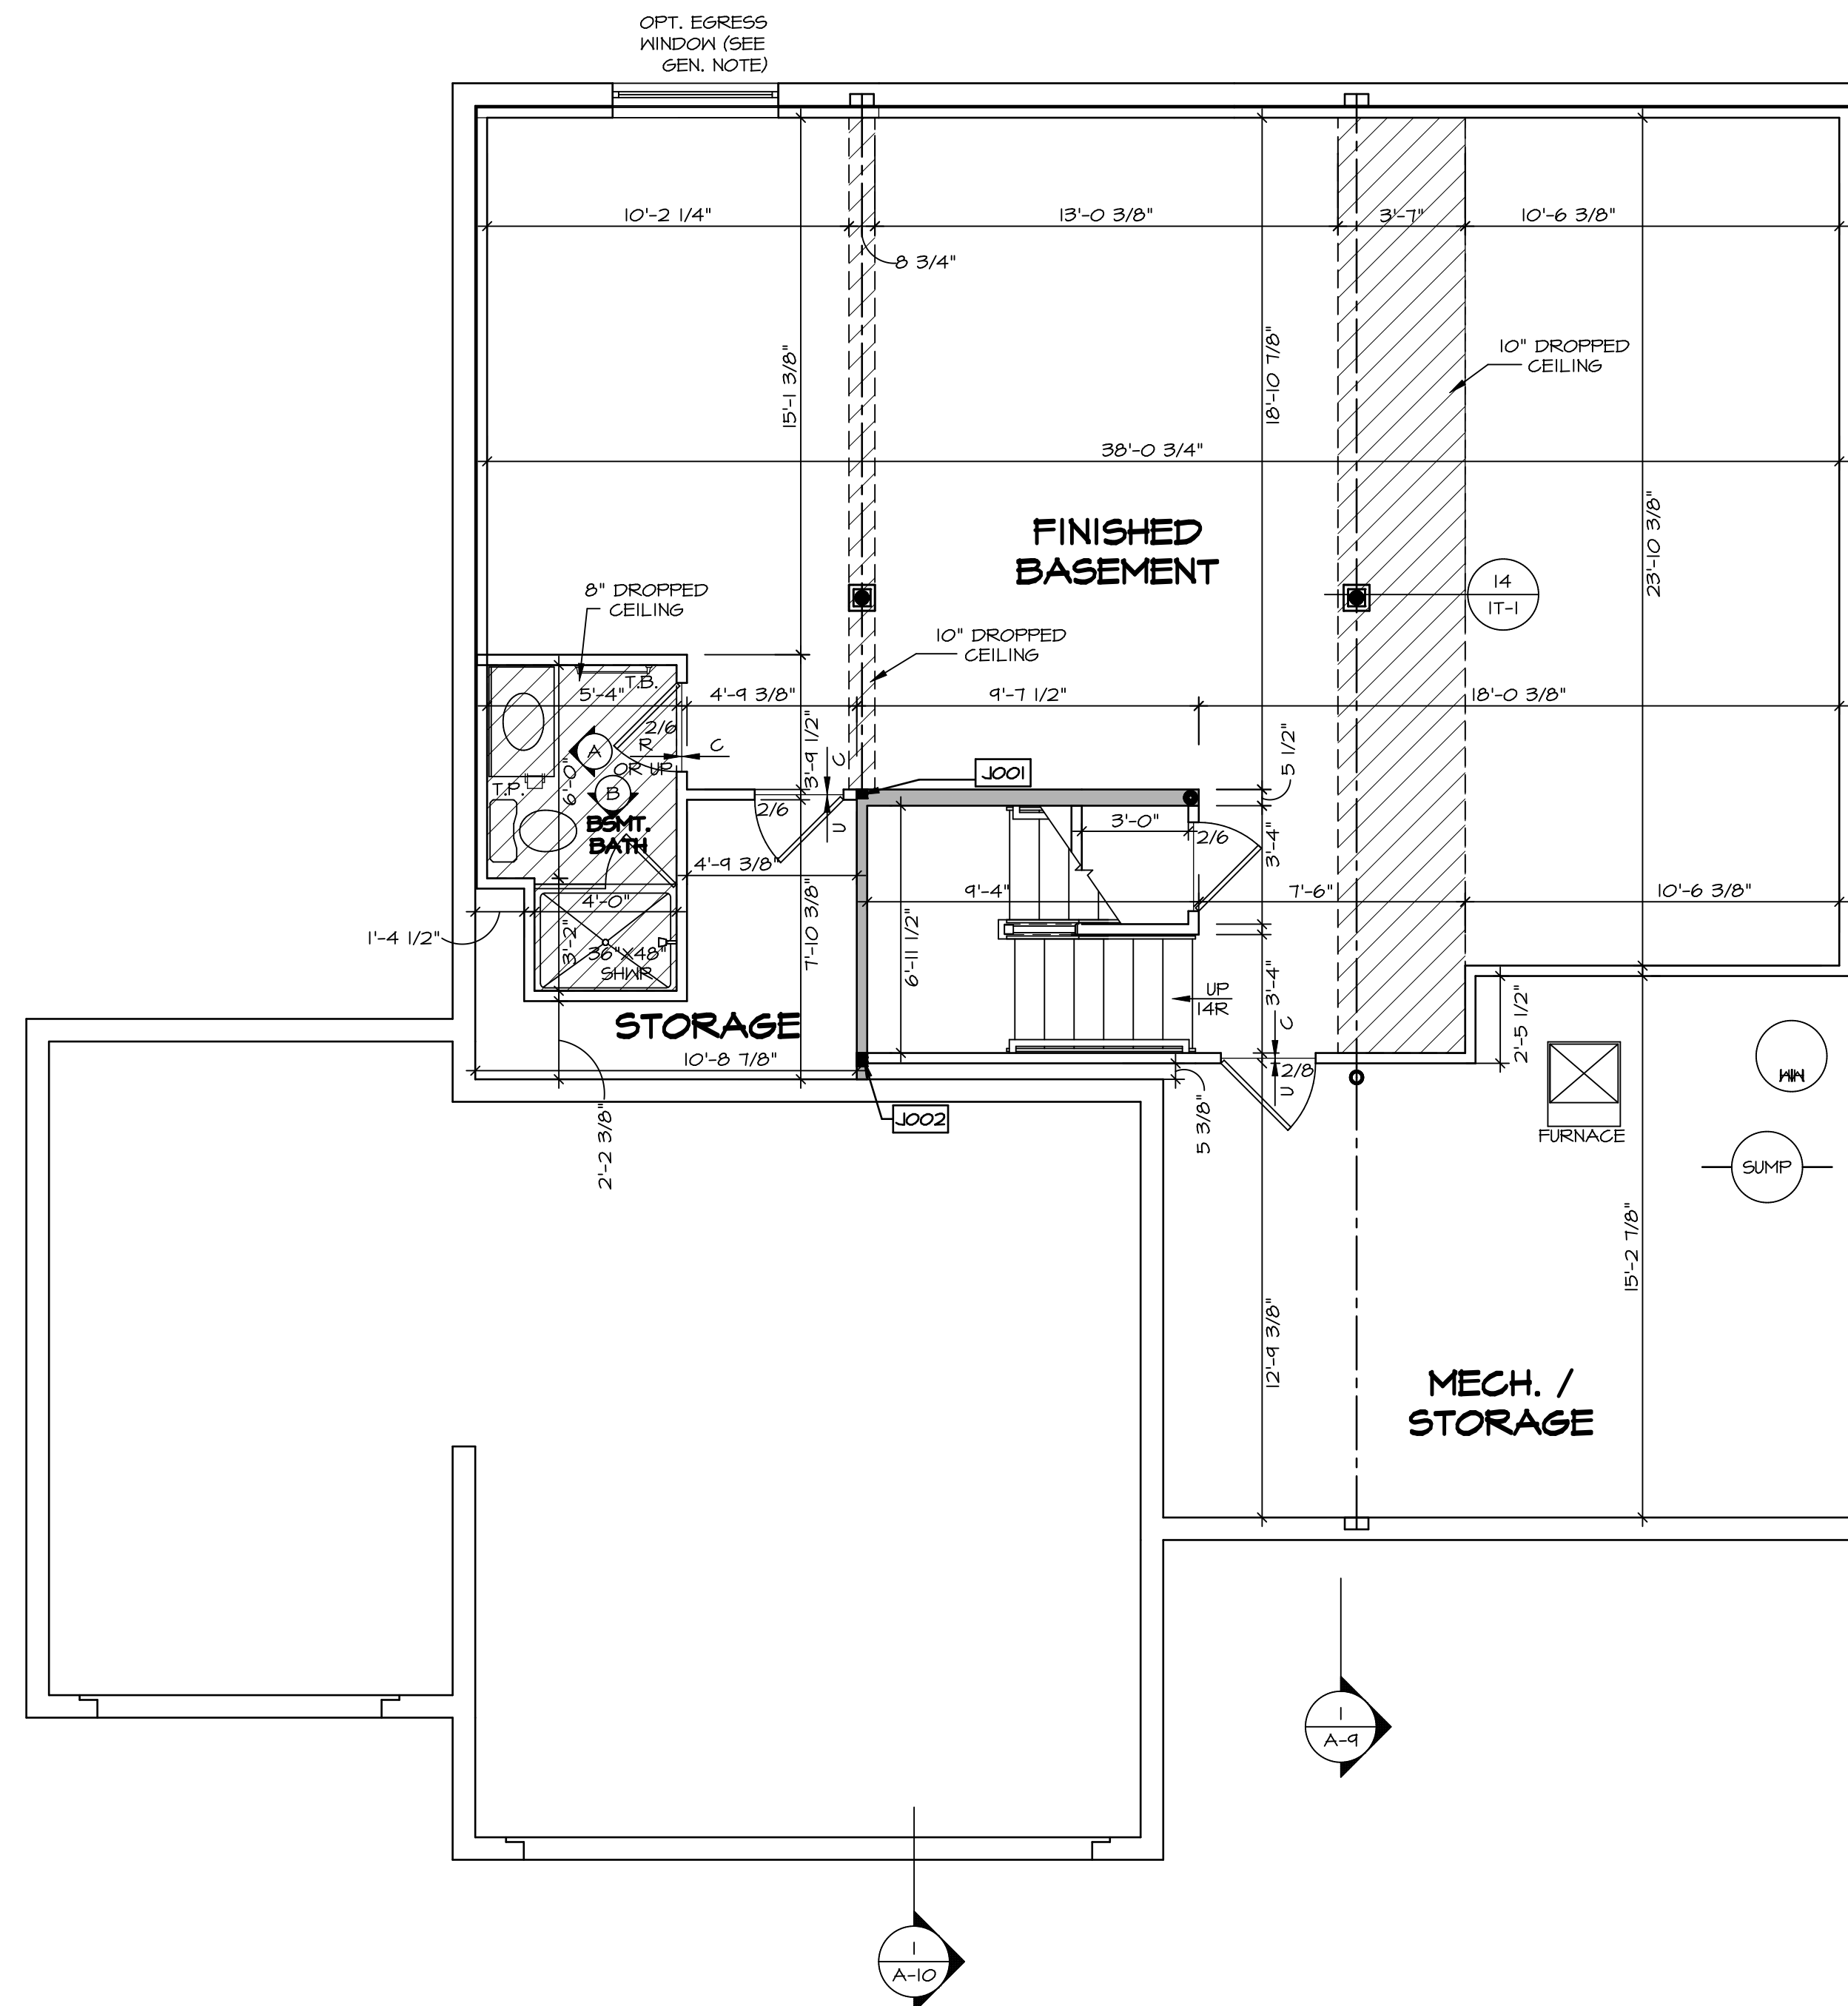 OPT. EGRESS
WINDOW (SEE
GEN. NOTE)
10'-2 1/4"
13'-0 3/8"
3'-7"
10'-6 3/8"
8 3/4"
15'-1 3/8"
18'-10 7/8"
10" DROPPED
CEILING
38'-0 3/4"
23'-10 3/8"
FINISHED
BASEMENT
14
1T-1
8" DROPPED
CEILING
10" DROPPED
CEILING
T.B.
5'-4"
4'-9 3/8"
9'-7 1/2"
18'-0 3/8"
2/6
R
C
OR UP
A
B
T.P.
6'-0"
BSMT.
BATH
3'-9 1/2"
C
U
2/6
J001
5 1/2"
3'-0"
2/6
3'-4"
4'-9 3/8"
9'-4"
7'-6"
10'-6 3/8"
1'-4 1/2"
4'-0"
3'-2"
36"X48"
SHWR
7'-10 3/8"
6'-11 1/2"
3'-4"
UP
14R
STORAGE
10'-8 7/8"
C
U
2/8
2'-5 1/2"
J002
5 3/8"
2'-2 3/8"
FURNACE
SUMP
12'-9 3/8"
15'-2 7/8"
MECH. /
STORAGE
1
A-9
1
A-10